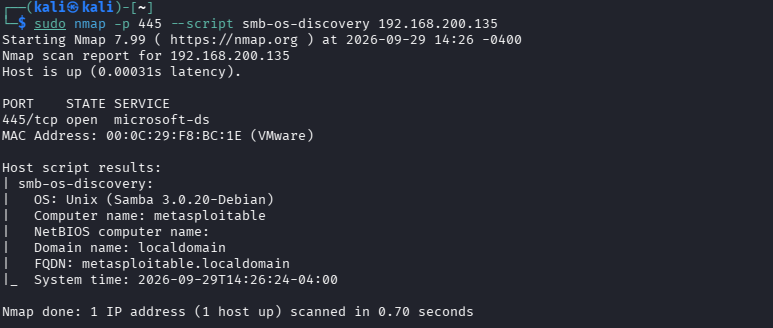 ┌──(kali㉿kali)-[~]
└─$ sudo nmap -p 445 --script smb-os-discovery 192.168.200.135
Starting Nmap 7.99 ( https://nmap.org ) at 2026-09-29 14:26 -0400
Nmap scan report for 192.168.200.135
Host is up (0.00031s latency).

PORT    STATE SERVICE
445/tcp open  microsoft-ds
MAC Address: 00:0C:29:F8:BC:1E (VMware)

Host script results:
| smb-os-discovery:
|   OS: Unix (Samba 3.0.20-Debian)
|   Computer name: metasploitable
|   NetBIOS computer name:
|   Domain name: localdomain
|   FQDN: metasploitable.localdomain
|_  System time: 2026-09-29T14:26:24-04:00

Nmap done: 1 IP address (1 host up) scanned in 0.70 seconds